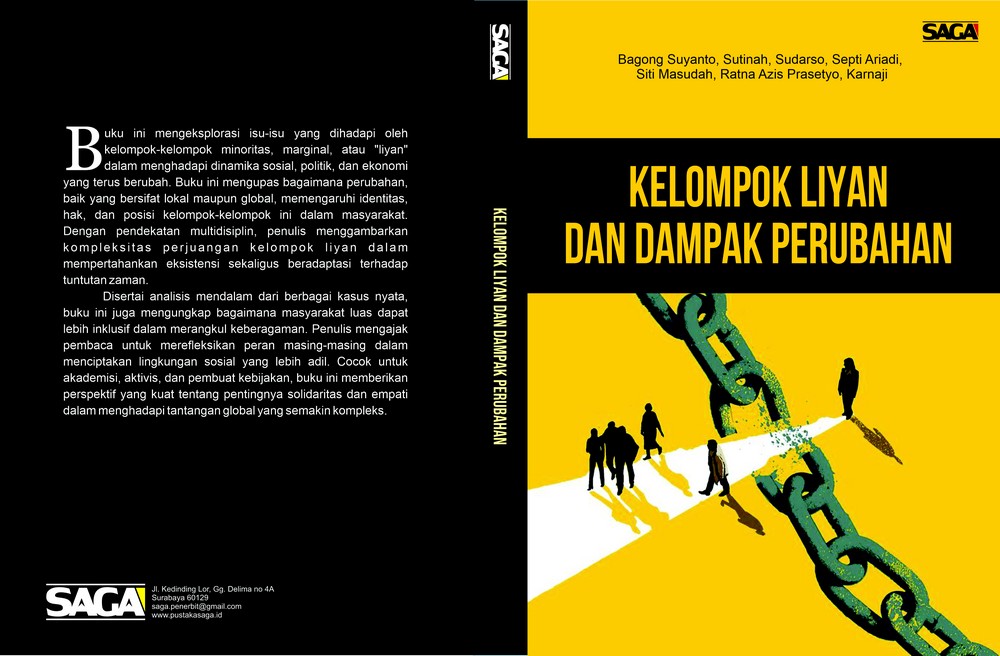 Buku ini mengeksplorasi isu-isu yang dihadapi oleh
kelompok-kelompok minoritas, marginal, atau "liyan"
dalam menghadapi dinamika sosial, politik, dan ekonomi
yang terus berubah. Buku ini mengupas bagaimana perubahan,
baik yang bersifat lokal maupun global, memengaruhi identitas,
hak, dan posisi kelompok-kelompok ini dalam masyarakat.
Dengan pendekatan multidisiplin, penulis menggambarkan
kompleksitas perjuangan kelompok liyan dalam
mempertahankan eksistensi sekaligus beradaptasi terhadap
tuntutan zaman.
Disertai analisis mendalam dari berbagai kasus nyata,
buku ini juga mengungkap bagaimana masyarakat luas dapat
lebih inklusif dalam merangkul keberagaman. Penulis mengajak
pembaca untuk merefleksikan peran masing-masing dalam
menciptakan lingkungan sosial yang lebih adil. Cocok untuk
akademisi, aktivis, dan pembuat kebijakan, buku ini memberikan
perspektif yang kuat tentang pentingnya solidaritas dan empati
dalam menghadapi tantangan global yang semakin kompleks.
SAGA
Jl. Kedinding Lor, Gg. Delima no 4A
Surabaya 60129
saga.penerbit@gmail.com
www.pustakasaga.id
SAGA
KELOMPOK LIYAN DAN DAMPAK PERUBAHAN
SAGA
Bagong Suyanto, Sutinah, Sudarso, Septi Ariadi,
Siti Masudah, Ratna Azis Prasetyo, Karnaji
KELOMPOK LIYAN
DAN DAMPAK PERUBAHAN